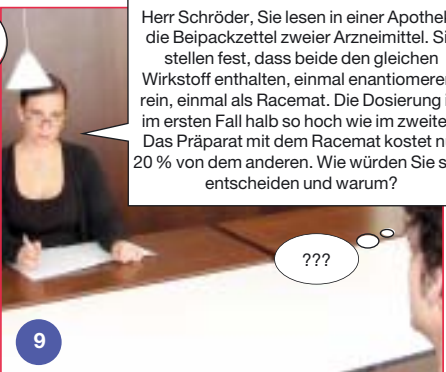 Herr Schröder, Sie lesen in einer
die Beipackzettel zweier Arzneimittel.
stellen fest, dass beide den gleichen
Wirkstoff enthalten, einmal
rein, einmal als Racemat. Die Dosierung
im ersten Fall halb so hoch wie im
Das Präparat mit dem Racemat kostet
20 % von dem anderen. Wie würden Sie
entscheiden und warum?
???
9